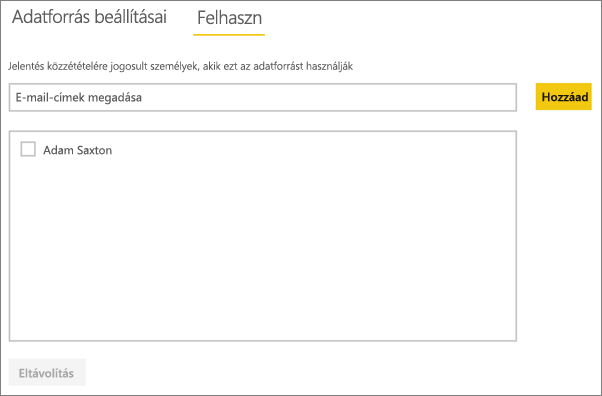 Adatforrás beállításai Felhaszn
Jelentés közzétételére jogosult személyek, akik ezt az adatforrást használják
E-mail-címek megadása Hozzáad
Adam Saxton
Eltávolítás